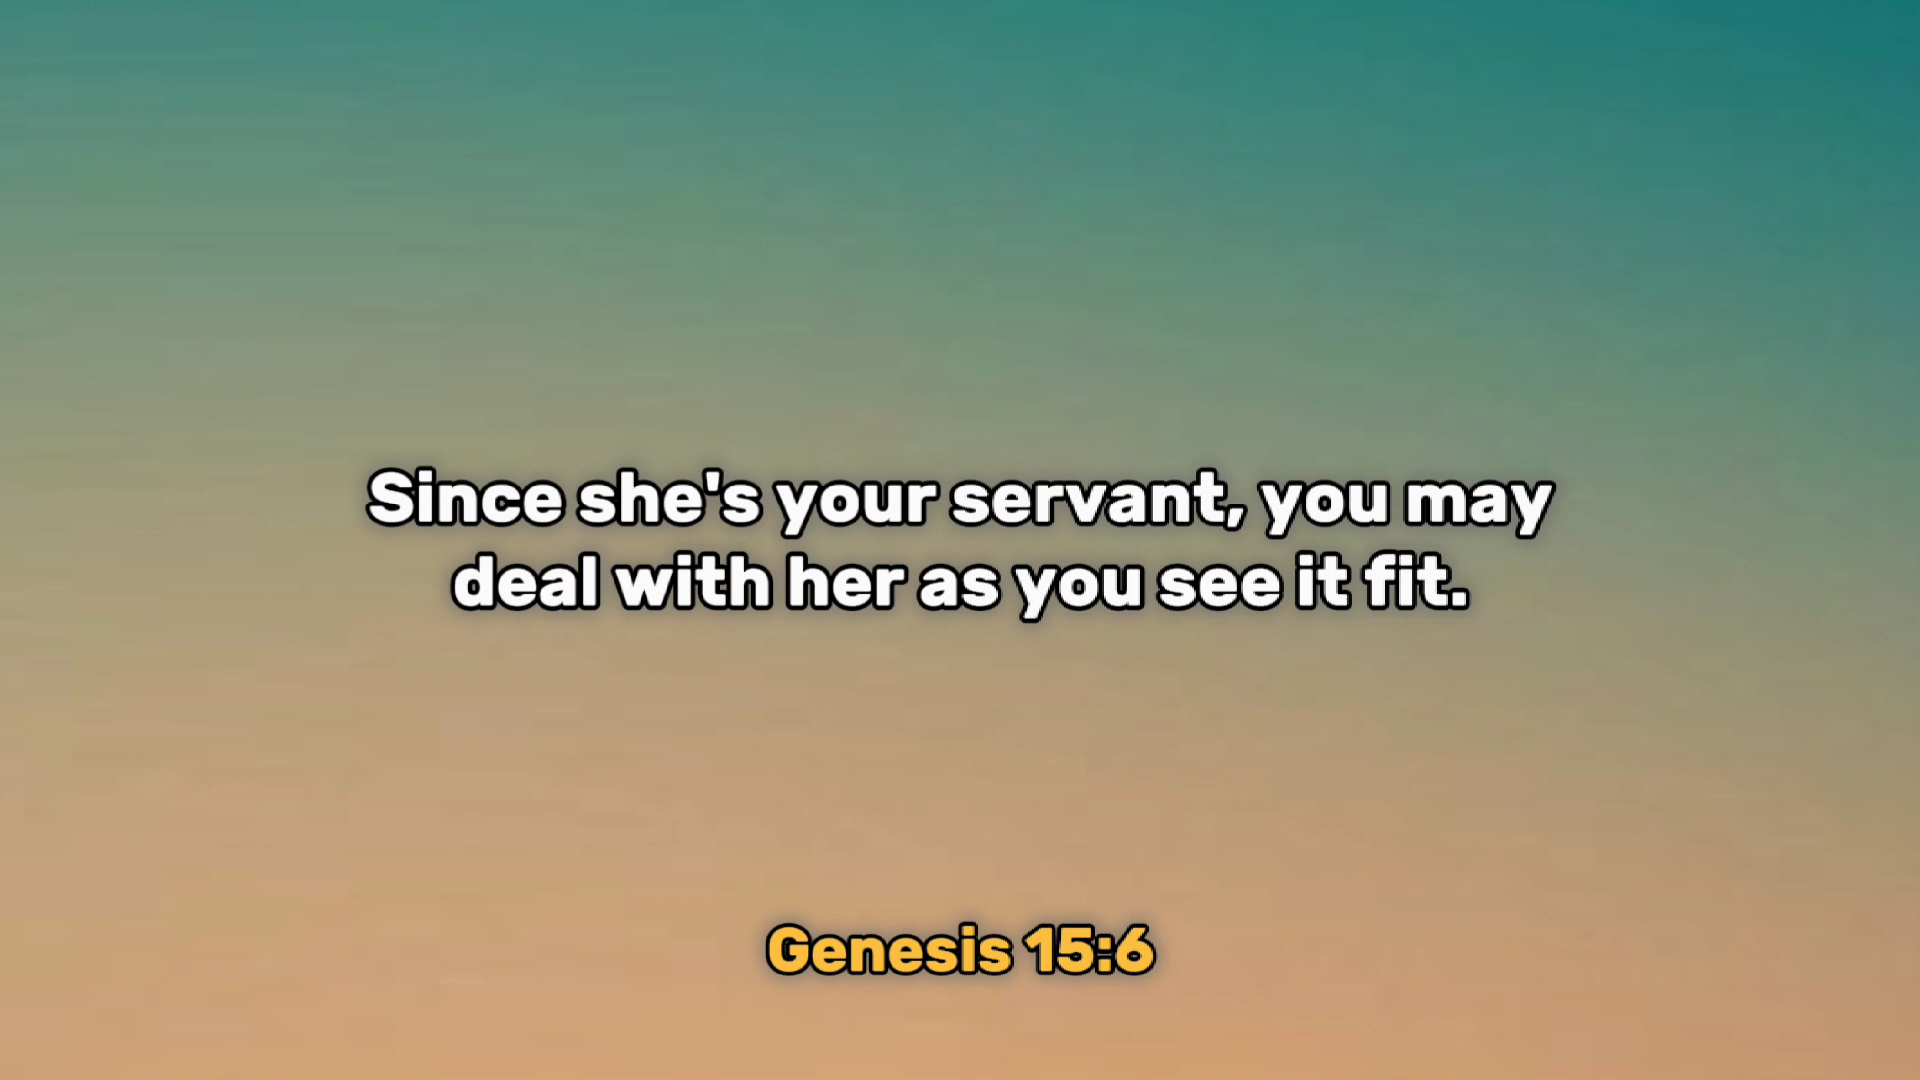 Since she's your servant, you may
deal with her as you see it fit.
Genesis 15:6